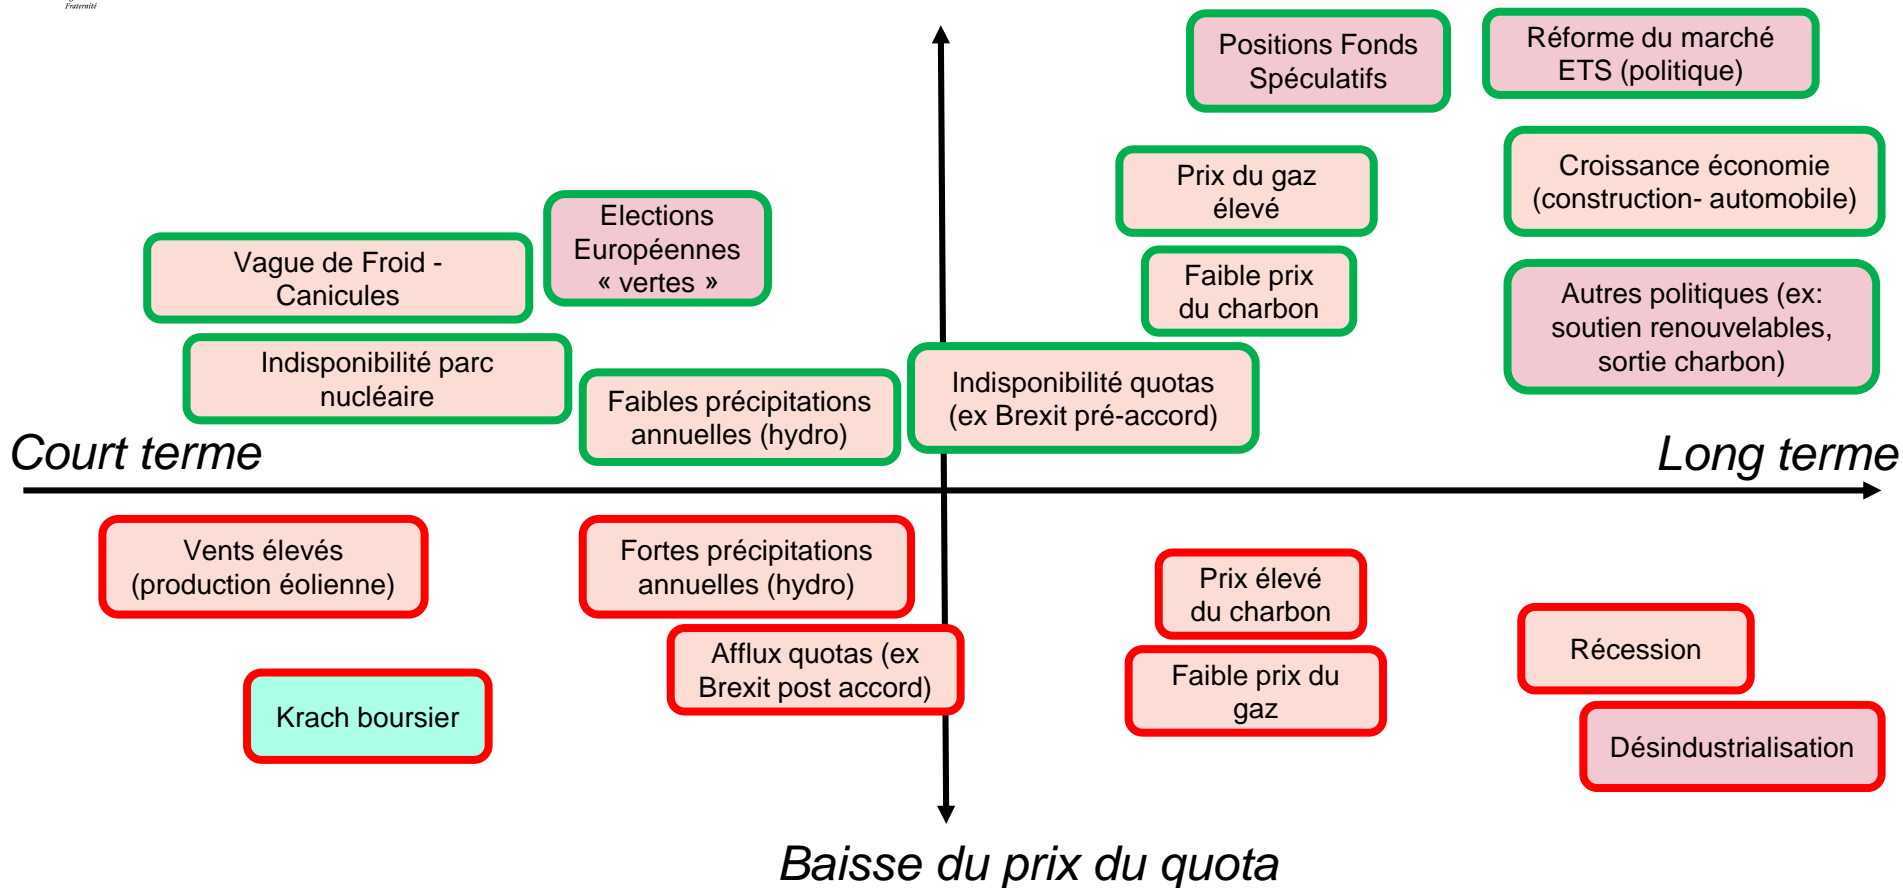 Fraternité
Positions Fonds
Spéculatifs
Réforme du marché
ETS (politique)
Prix du gaz
élevé
Croissance économie
(construction- automobile)
Elections
Européennes
« vertes »
Vague de Froid -
Canicules
Faible prix
du charbon
Autres politiques (ex:
soutien renouvelables,
sortie charbon)
Indisponibilité parc
nucléaire
Faibles précipitations
annuelles (hydro)
Indisponibilité quotas
(ex Brexit pré-accord)
Court terme
Long terme
Vents élevés
(production éolienne)
Fortes précipitations
annuelles (hydro)
Prix élevé
du charbon
Afflux quotas (ex
Brexit post accord)
Faible prix du
gaz
Récession
Krach boursier
Désindustrialisation
Baisse du prix du quota